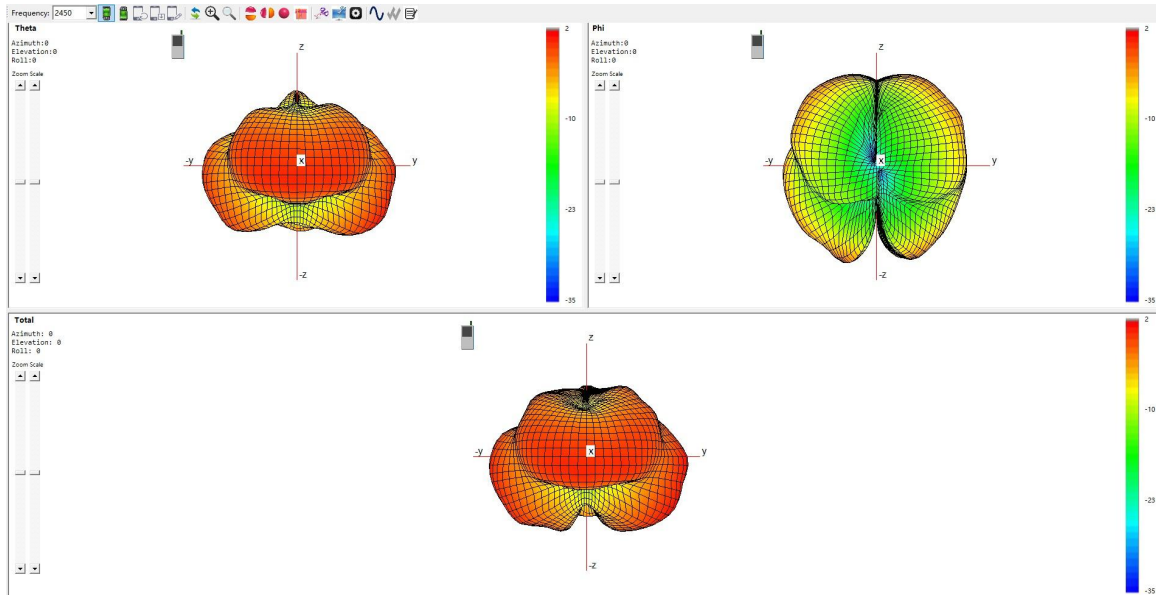 Frequency: 2450
Theta
Azimuth:0
Elevation:0
Roll:0
Zoom Scale
z
-y
x
y
-z
2
-10
-23
-35
Phi
Azimuth:0
Elevation:0
Roll:0
Zoom Scale
z
-y
x
y
-z
2
-10
-23
-35
Total
Azimuth: 0
Elevation: 0
Roll: 0
Zoom Scale
z
-y
x
y
-z
2
-10
-25
-35